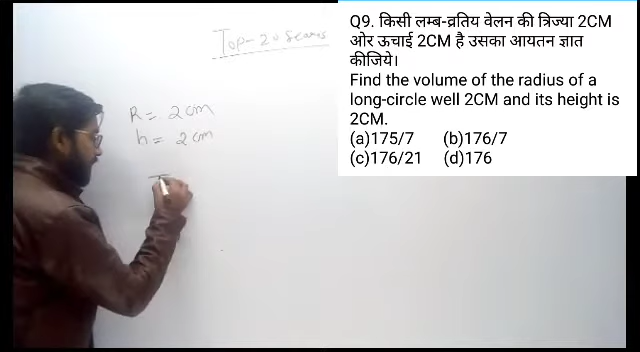 Top-20 Series
R = 2 cm
h = 2 cm
Q9. किसी लम्ब-व्रतिय वेलन की त्रिज्या 2CM
ओर ऊचाई 2CM है उसका आयतन ज्ञात
कीजिये।
Find the volume of the radius of a
long-circle well 2CM and its height is
2CM.
(a)175/7 (b)176/7
(c)176/21 (d)176